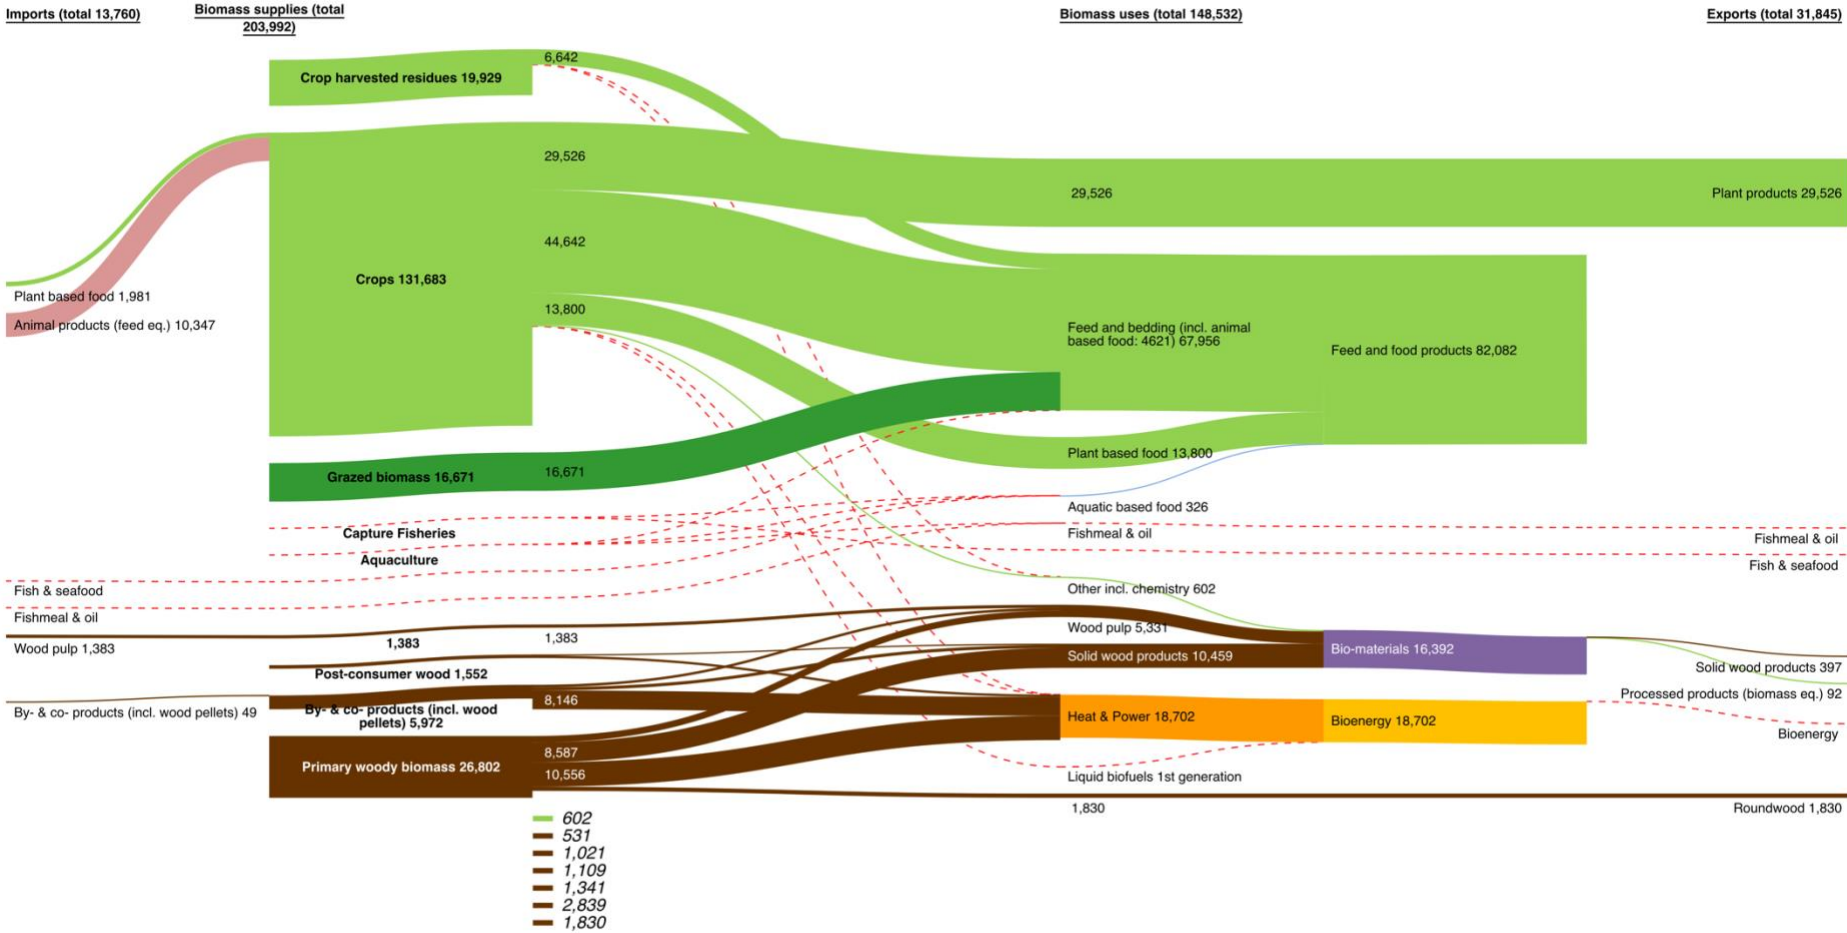 Imports (total 13,760)
Biomass supplies (total
203,992)
Biomass uses (total 148,532)
Exports (total 31,845)
6,642
Crop harvested residues 19,929
29,526
29,526
Plant products 29,526
44,642
Crops 131,683
Plant based food 1,981
13,800
Animal products (feed eq.) 10,347
Feed and bedding (incl. animal
based food: 4621) 67,956
Feed and food products 82,082
Plant based food 13,800
Grazed biomass 16,671
16,671
Aquatic based food 326
Capture Fisheries
Fishmeal & oil
Fishmeal & oil
Aquaculture
Fish & seafood
Fish & seafood
Other incl. chemistry 602
Fishmeal & oil
Wood pulp 5,331
1,383
1,383
Wood pulp 1,383
Bio-materials 16,392
Solid wood products 10,459
Solid wood products 397
Post-consumer wood 1,552
Processed products (biomass eq.) 92
8,146
By- & co- products (incl. wood
pellets) 5,972
By- & co- products (incl. wood pellets) 49
Heat & Power 18,702
Bioenergy 18,702
Bioenergy
8,587
Primary woody biomass 26,802
10,556
Liquid biofuels 1st generation
1,830
Roundwood 1,830
602
531
1,021
1,109
1,341
2,839
1,830